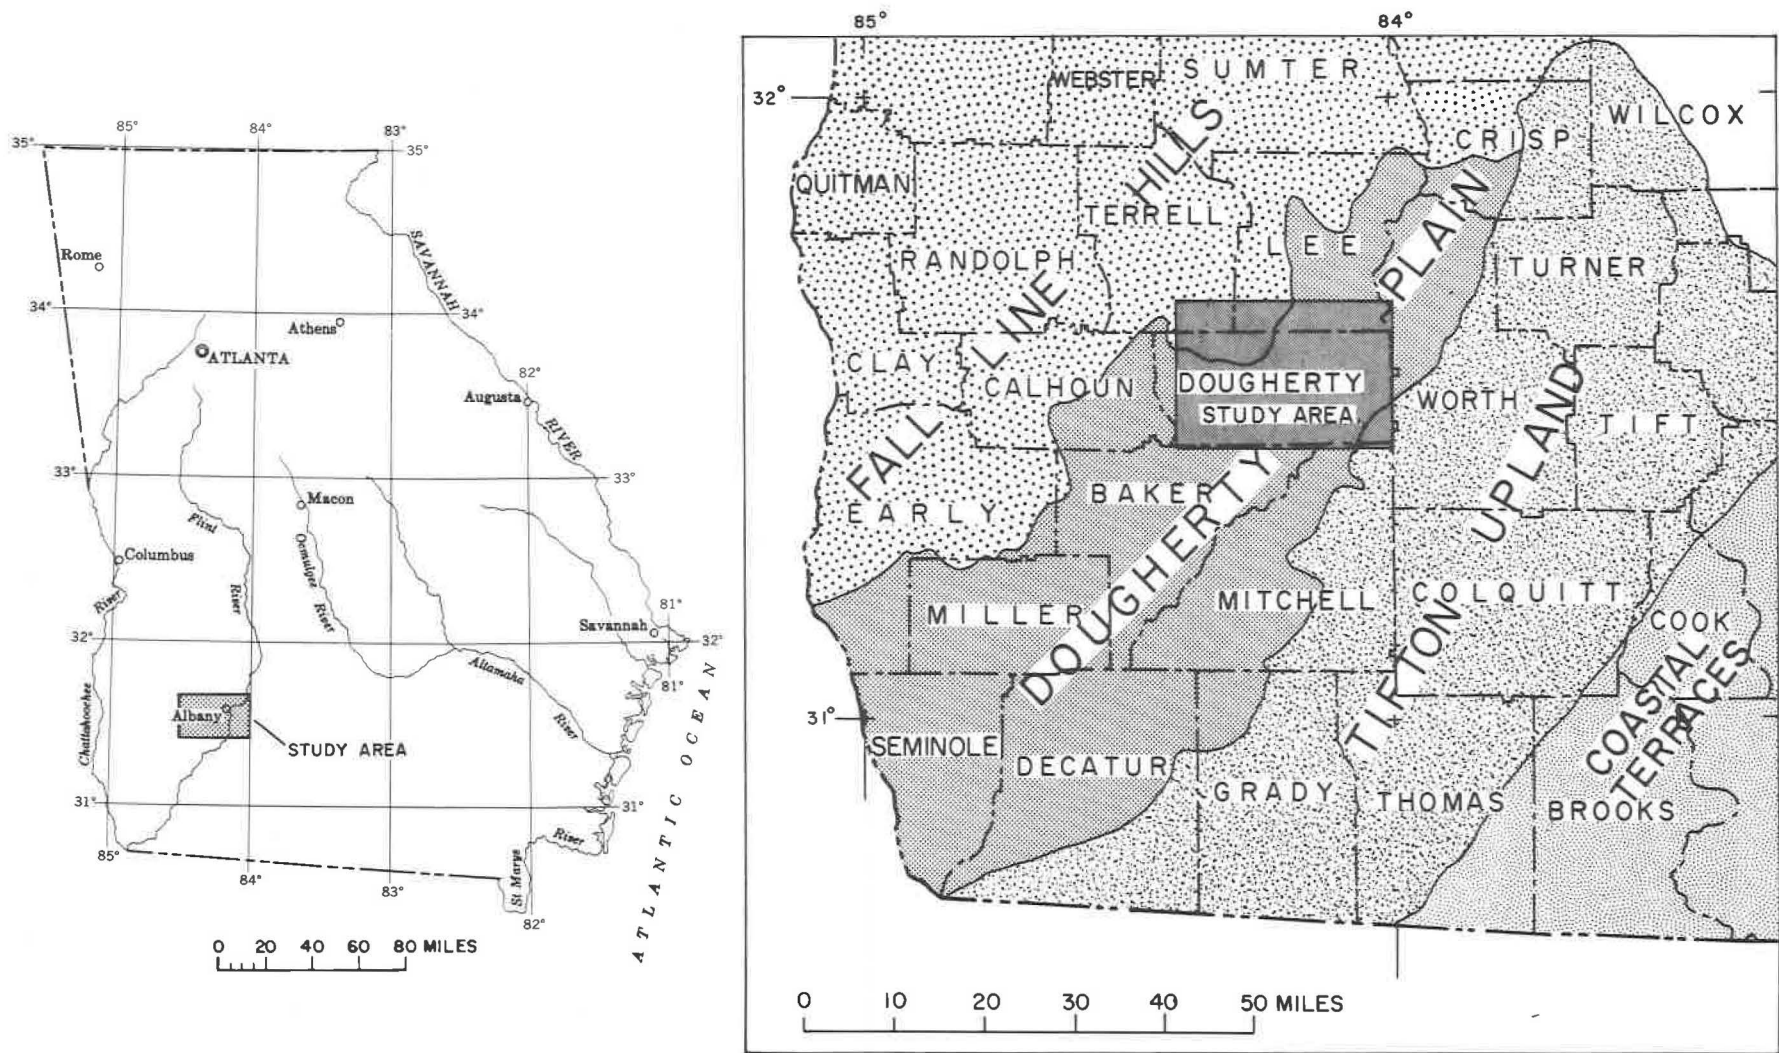 85°
84°
83°
35°
35°
Rome
SAVANNAH
34°
34°
Athens
ATLANTA
82°
Augusta
RIVER
33°
33°
Macon
Flint
Ocmulgee
Columbus
River
River
River
81°
Savannah
32°
32°
Altamaha
81°
Albany
River
STUDY AREA
Chattahoochee
31°
31°
River
St Marys
85°
84°
83°
82°
ATLANTIC OCEAN
0 20 40 60 80 MILES
85°
84°
32°
WEBSTER
SUMTER
WILCOX
CRISP
QUITMAN
HILLS
PLAIN
TERRELL
LEE
RANDOLPH
TURNER
LINE
CLAY
CALHOUN
DOUGHERTY
STUDY AREA
WORTH
TIFT
FALL
UPLAND
BAKER
EARLY
DOUGHERTY
MILLER
MITCHELL
COLQUITT
COOK
TIFTON
COASTAL
TERRACES
31°
SEMINOLE
DECATUR
GRADY
THOMAS
BROOKS
0 10 20 30 40 50 MILES